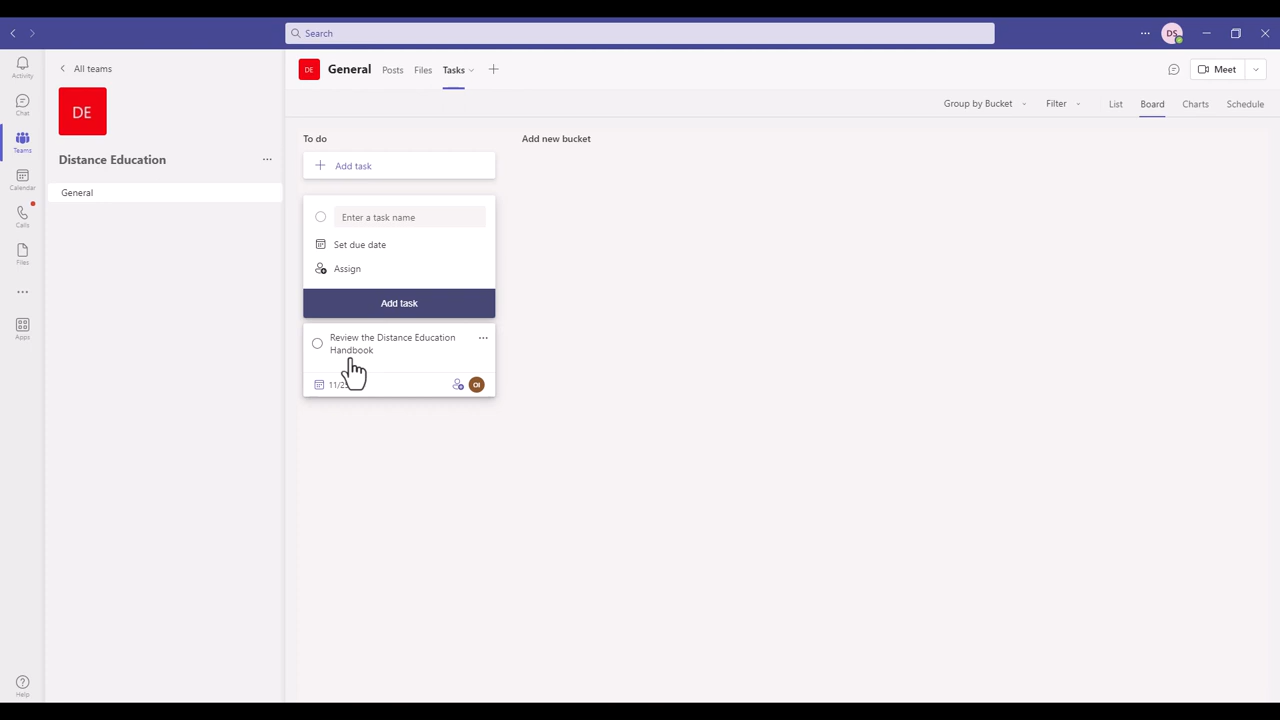 Search
DS
Activity
Chat
Teams
Calendar
Calls
Files
Apps
Help
All teams
DE
Distance Education
General
DE
General
Posts
Files
Tasks
Meet
Group by Bucket
Filter
List
Board
Charts
Schedule
To do
Add new bucket
Add task
Enter a task name
Set due date
Assign
Add task
Review the Distance Education
Handbook
OI